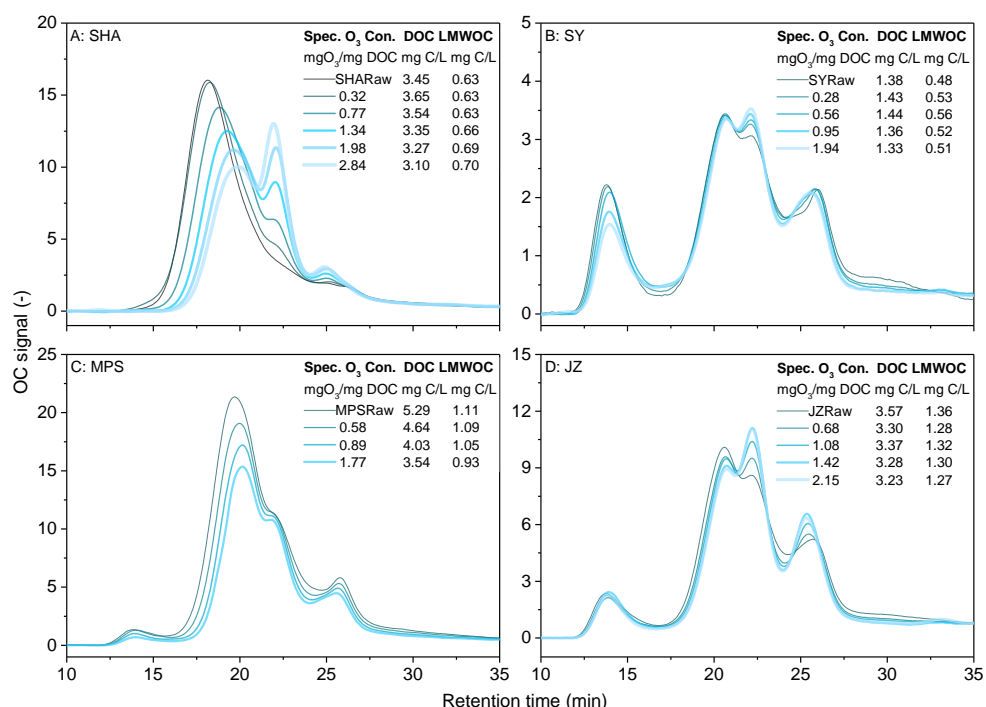 A: SHA
Spec. O₃ Con. DOC LMWOC
mgO₃/mg DOC mg C/L mg C/L
SHARaw 3.45 0.63
0.32 3.65 0.63
0.77 3.54 0.63
1.34 3.35 0.66
1.98 3.27 0.69
2.84 3.10 0.70
20
15
10
5
0
B: SY
Spec. O₃ Con. DOC LMWOC
mgO₃/mg DOC mg C/L mg C/L
SYRaw 1.38 0.48
0.28 1.43 0.53
0.56 1.44 0.56
0.95 1.36 0.52
1.94 1.33 0.51
5
4
3
2
1
0
OC signal (-)
C: MPS
Spec. O₃ Con. DOC LMWOC
mgO₃/mg DOC mg C/L mg C/L
MPSRaw 5.29 1.11
0.58 4.64 1.09
0.89 4.03 1.05
1.77 3.54 0.93
25
20
15
10
5
0
10 15 20 25 30 35
D: JZ
Spec. O₃ Con. DOC LMWOC
mgO₃/mg DOC mg C/L mg C/L
JZRaw 3.57 1.36
0.68 3.30 1.28
1.08 3.37 1.32
1.42 3.28 1.30
2.15 3.23 1.27
15
12
9
6
3
0
10 15 20 25 30 35
Retention time (min)